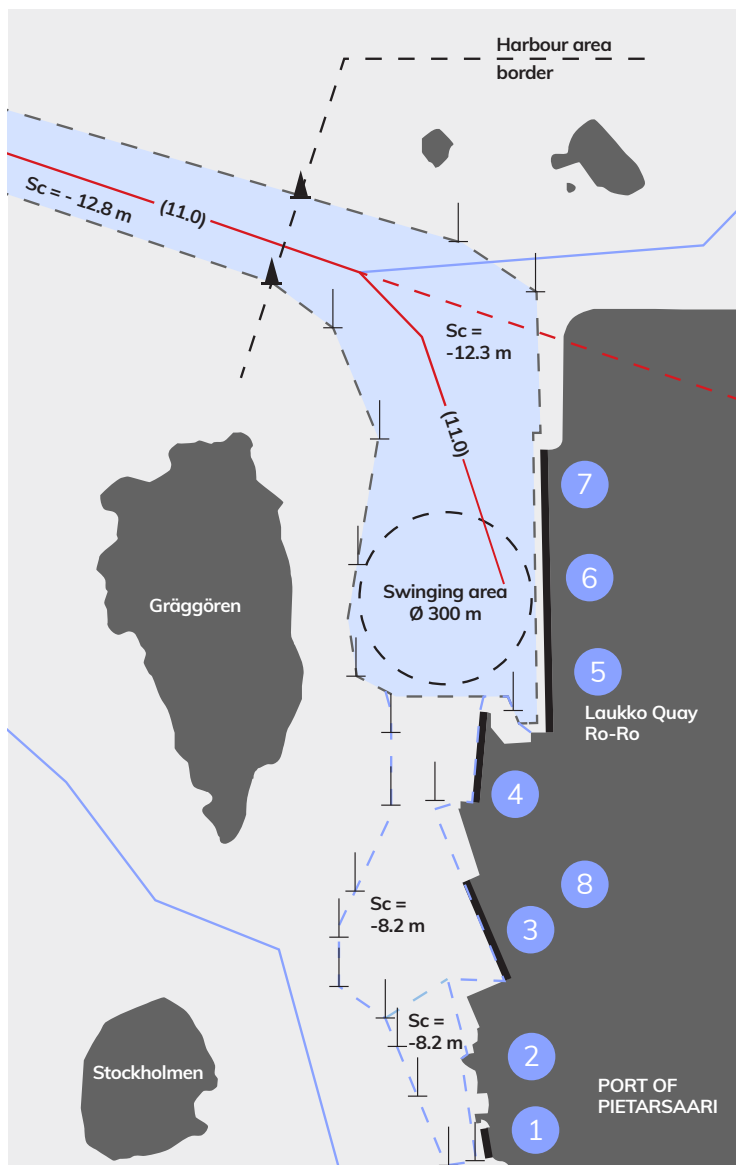 Harbour area
border
Sc = - 12.8 m
(11.0)
Sc =
-12.3 m
(11.0)
7
6
Swinging area
Ø 300 m
Gräggören
5
Laukko Quay
Ro-Ro
4
8
Sc =
-8.2 m
3
Sc =
-8.2 m
2
Stockholmen
PORT OF
PIETARSAARI
1